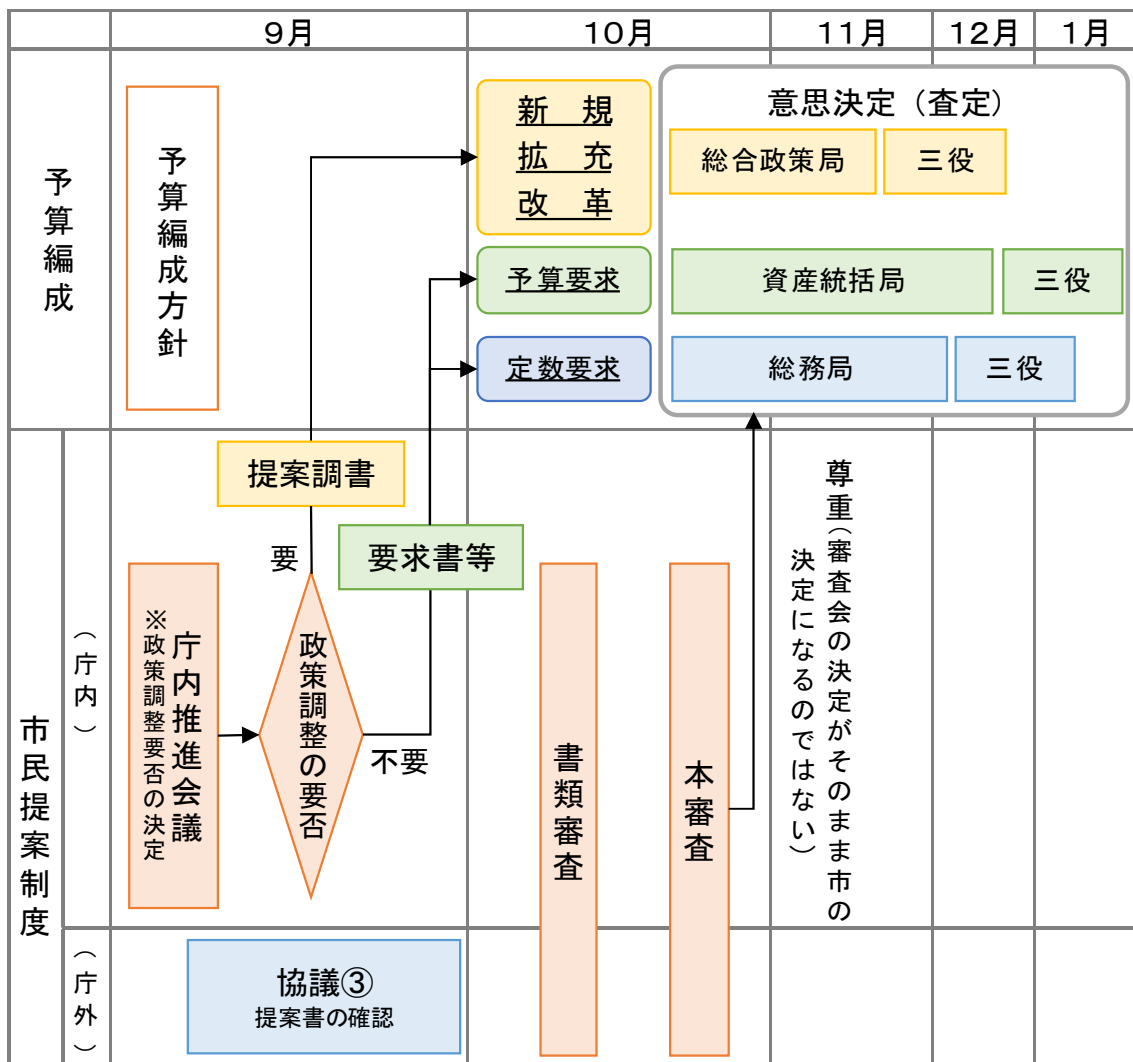 9月
10月
11月
12月
1月
予算編成
予算編成方針
新　規
拡　充
改　革
意思決定（査定）
総合政策局
三役
予算要求
資産統括局
三役
定数要求
総務局
三役
市民提案制度
（庁内）
（庁外）
提案調書
要
要求書等
庁内推進会議
※政策調整要否の決定
政策調整の要否
不要
書類審査
本審査
尊重（審査会の決定がそのまま市の
決定になるのではない）
協議③
提案書の確認